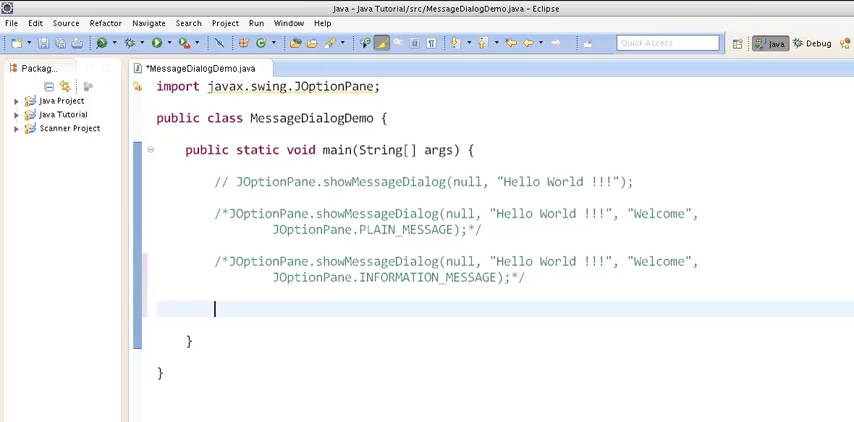 Java - Java Tutorial/src/MessageDialogDemo.java - Eclipse
File Edit Source Refactor Navigate Search Project Run Window Help
Quick Access Java Debug
Packag... *MessageDialogDemo.java
import javax.swing.JOptionPane;
Java Project
Java Tutorial
Scanner Project
public class MessageDialogDemo {
public static void main(String[] args) {
// JOptionPane.showMessageDialog(null, "Hello World !!!");
/*JOptionPane.showMessageDialog(null, "Hello World !!!", "Welcome",
JOptionPane.PLAIN_MESSAGE);*/
/*JOptionPane.showMessageDialog(null, "Hello World !!!", "Welcome",
JOptionPane.INFORMATION_MESSAGE);*/
}
}